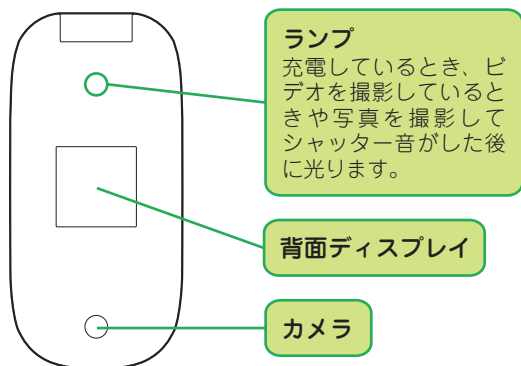 ランプ
充電しているとき、ビ
デオを撮影していると
きや写真を撮影して
シャッター音がした後
に光ります。
背面ディスプレイ
カメラ